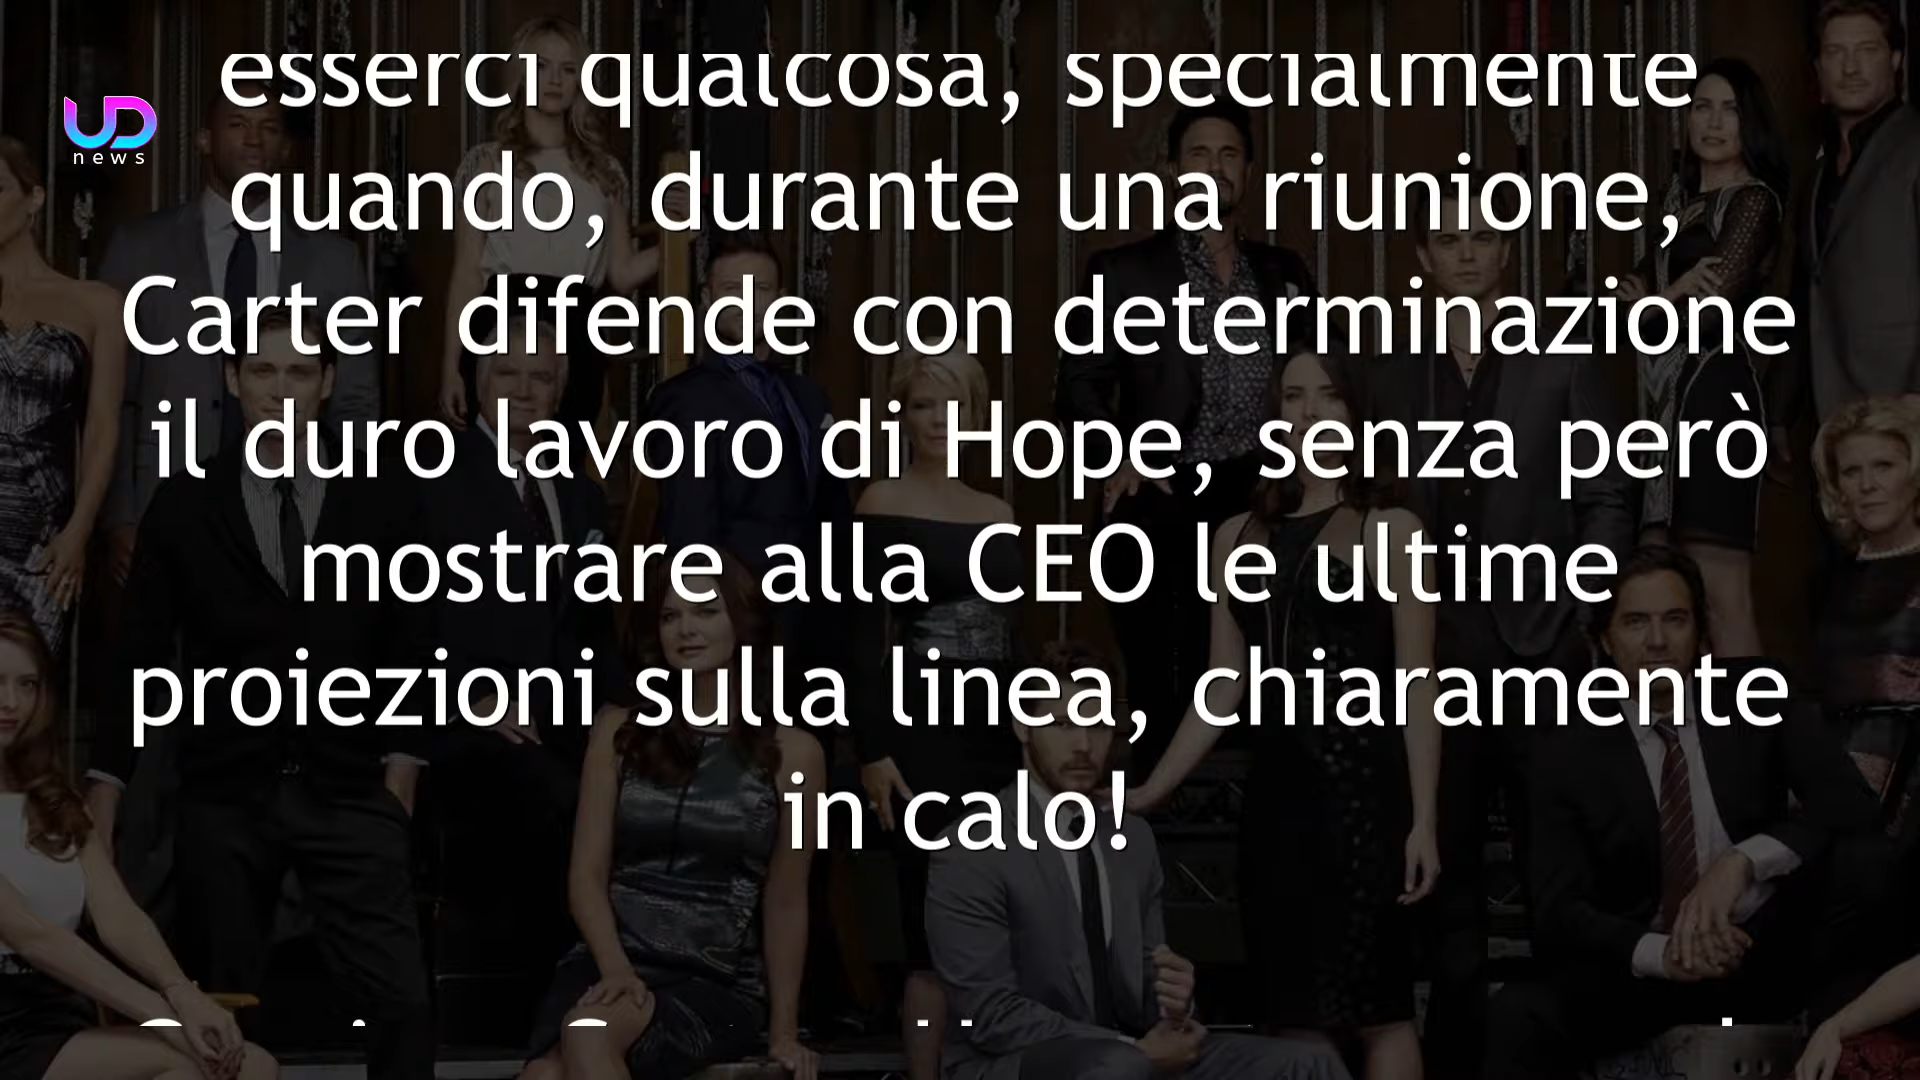 esserci qualcosa, specialmente
UD
news
quando, durante una riunione,
Carter difende con determinazione
il duro lavoro di Hope, senza però
mostrare alla CEO le ultime
proiezioni sulla linea, chiaramente
in calo!